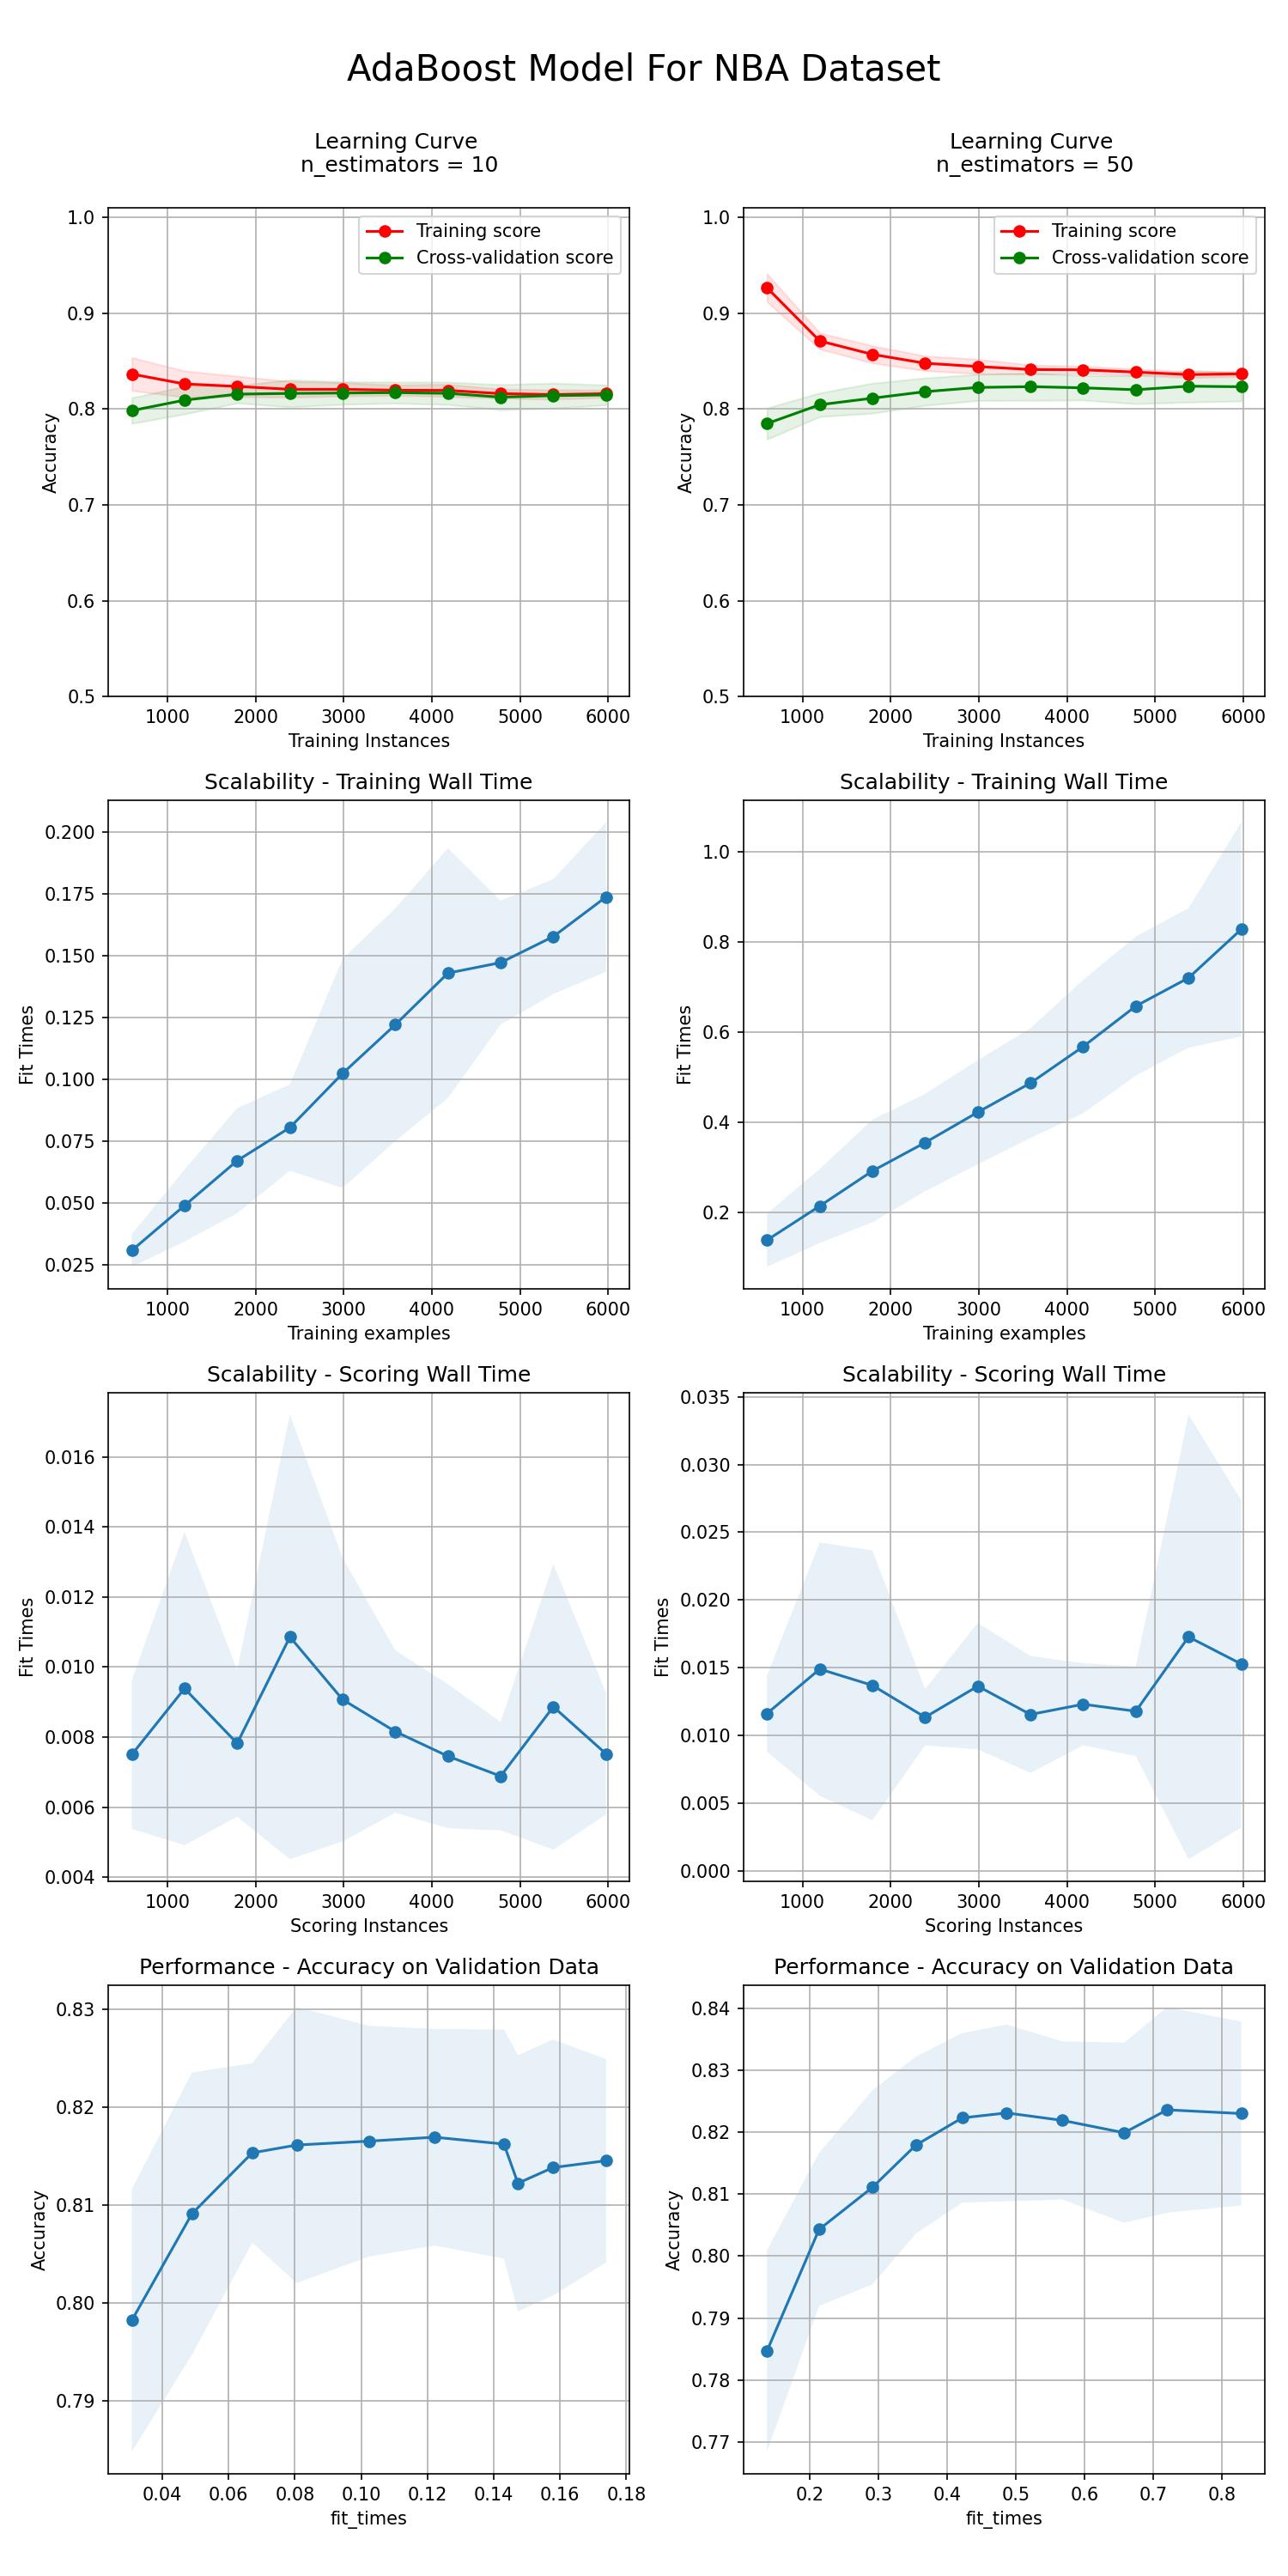 AdaBoost Model For NBA Dataset
Learning Curve
n_estimators = 10
Learning Curve
n_estimators = 50
1.0
0.9
0.8
0.7
0.6
0.5
Accuracy
Training score
Cross-validation score
1000 2000 3000 4000 5000 6000
Training Instances
1.0
0.9
0.8
0.7
0.6
0.5
Accuracy
Training score
Cross-validation score
1000 2000 3000 4000 5000 6000
Training Instances
Scalability - Training Wall Time
0.200
0.175
0.150
0.125
0.100
0.075
0.050
0.025
Fit Times
1000 2000 3000 4000 5000 6000
Training examples
Scalability - Training Wall Time
1.0
0.8
0.6
0.4
0.2
Fit Times
1000 2000 3000 4000 5000 6000
Training examples
Scalability - Scoring Wall Time
0.016
0.014
0.012
0.010
0.008
0.006
0.004
Fit Times
1000 2000 3000 4000 5000 6000
Scoring Instances
Scalability - Scoring Wall Time
0.035
0.030
0.025
0.020
0.015
0.010
0.005
0.000
Fit Times
1000 2000 3000 4000 5000 6000
Scoring Instances
Performance - Accuracy on Validation Data
0.83
0.82
0.81
0.80
0.79
Accuracy
0.04 0.06 0.08 0.10 0.12 0.14 0.16 0.18
fit_times
Performance - Accuracy on Validation Data
0.84
0.83
0.82
0.81
0.80
0.79
0.78
0.77
Accuracy
0.2 0.3 0.4 0.5 0.6 0.7 0.8
fit_times